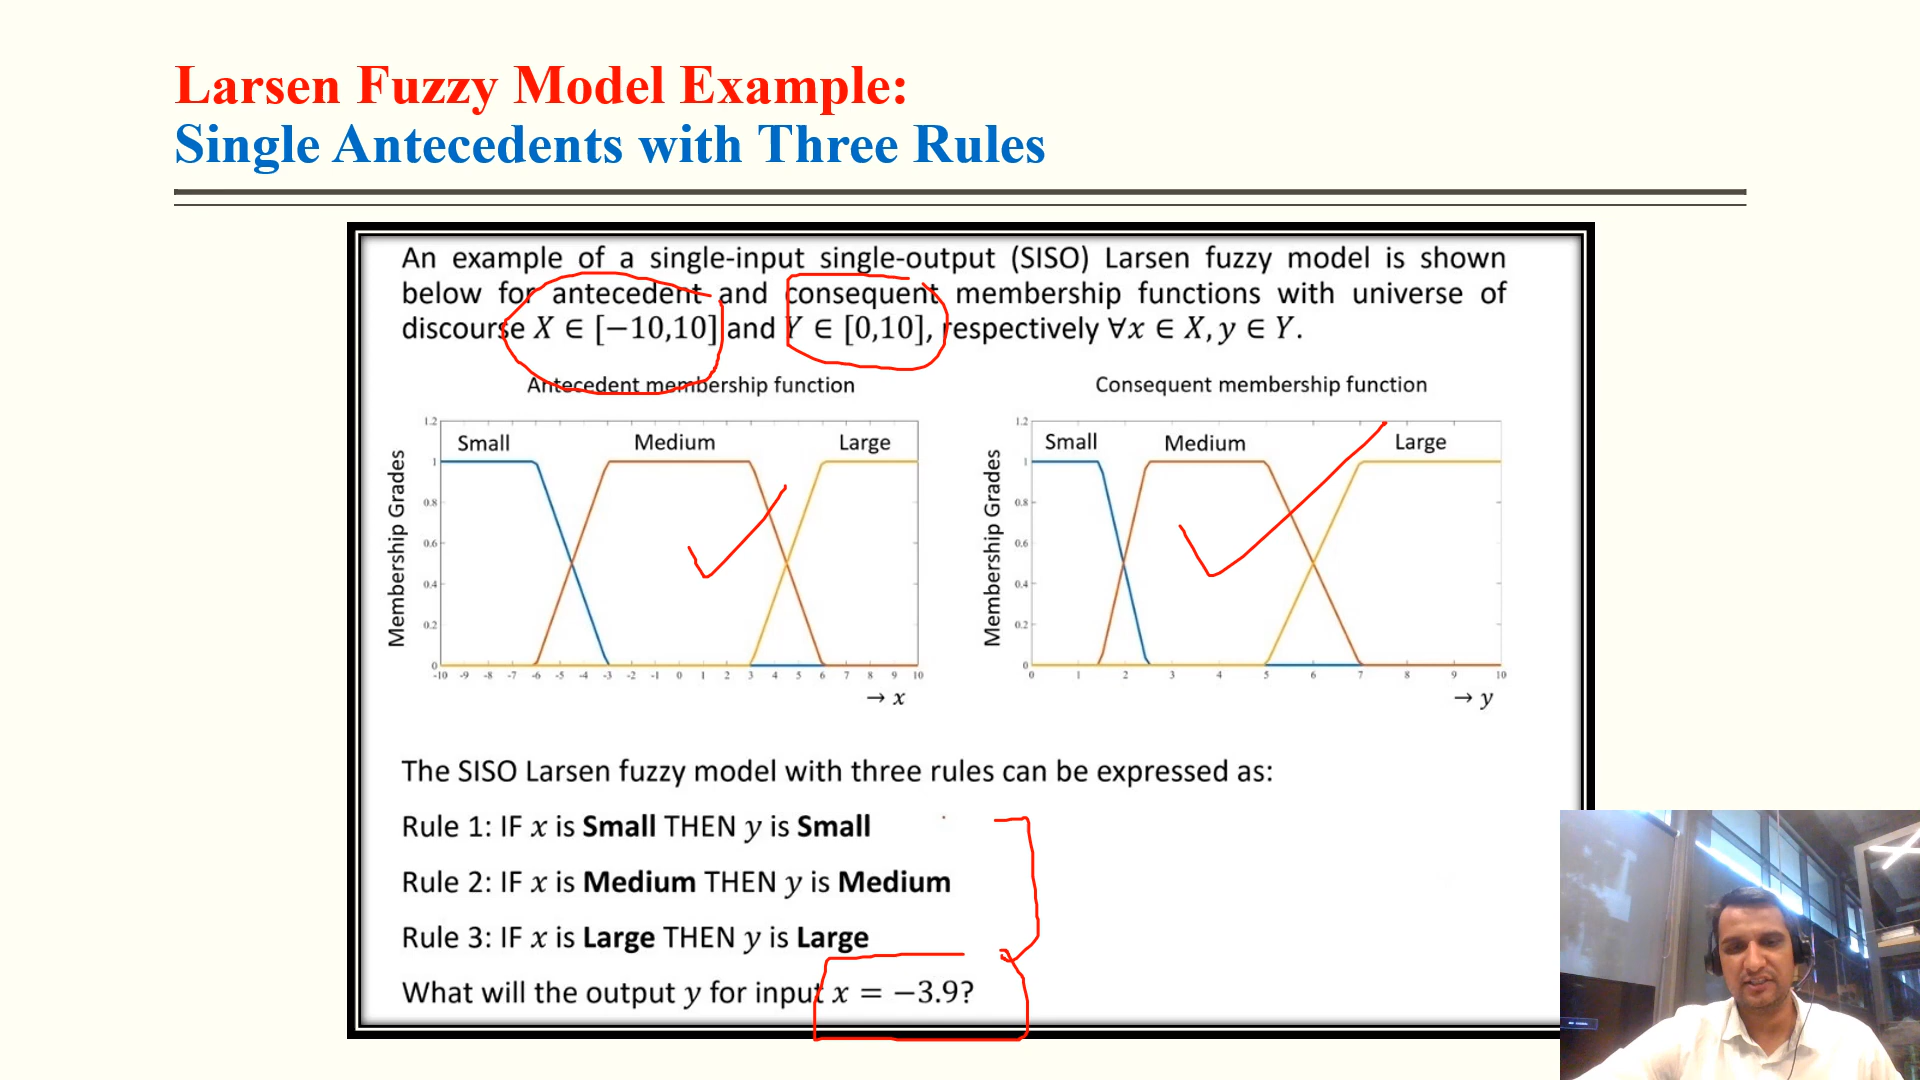 Larsen Fuzzy Model Example:
Single Antecedents with Three Rules
An example of a single-input single-output (SISO) Larsen fuzzy model is shown
below for antecedent and consequent membership functions with universe of
discourse X ∈ [−10,10] and Y ∈ [0,10], respectively ∀x ∈ X, y ∈ Y.
Antecedent membership function
Membership Grades
1.2
1
0.8
0.6
0.4
0.2
0
Small Medium Large
-10 -9 -8 -7 -6 -5 -4 -3 -2 -1 0 1 2 3 4 5 6 7 8 9 10
→ x
Consequent membership function
Membership Grades
1.2
1
0.8
0.6
0.4
0.2
0
Small Medium Large
0 1 2 3 4 5 6 7 8 9 10
→ y
The SISO Larsen fuzzy model with three rules can be expressed as:
Rule 1: IF x is Small THEN y is Small
Rule 2: IF x is Medium THEN y is Medium
Rule 3: IF x is Large THEN y is Large
What will the output y for input x = −3.9?